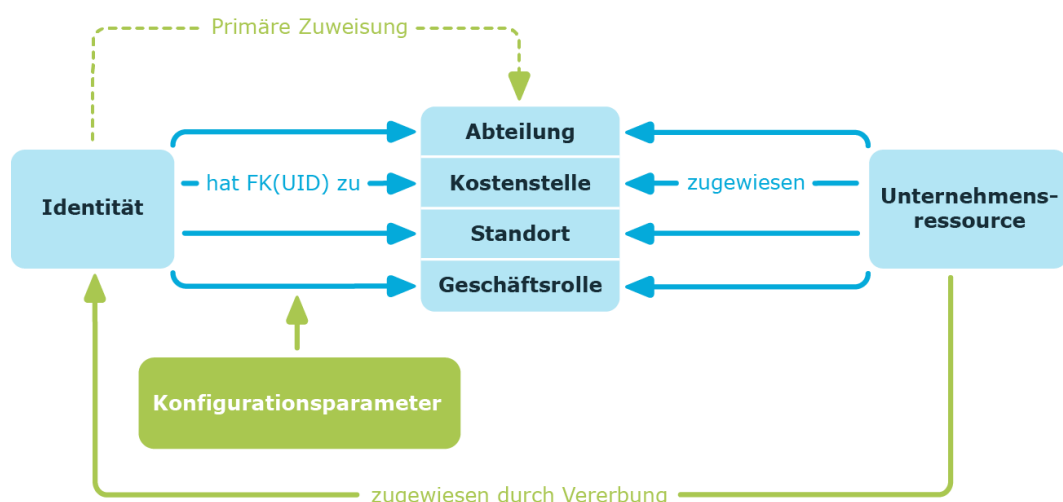 Primäre Zuweisung
Abteilung
Identität
hat FK(UID) zu
Kostenstelle
zugewiesen
Unternehmens-
ressource
Standort
Geschäftsrolle
Konfigurationsparameter
zugewiesen durch Vererbung